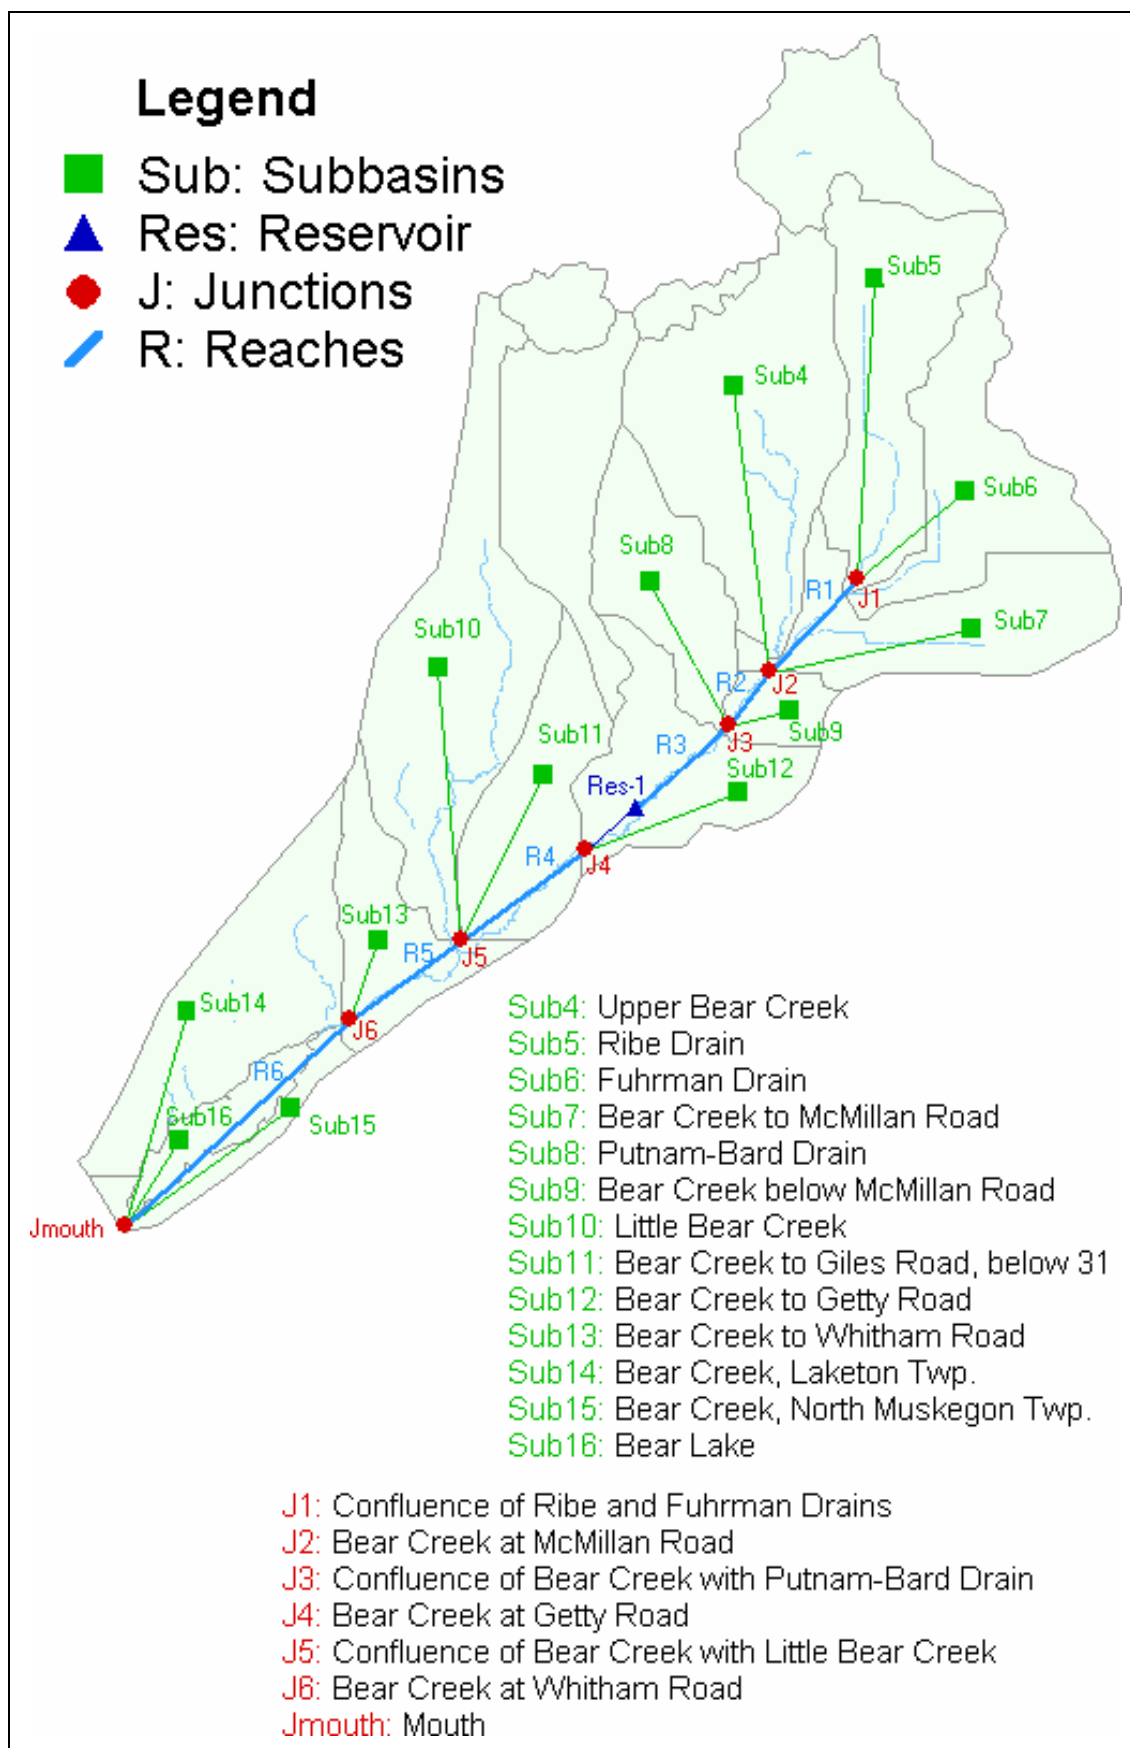 Legend
Sub: Subbasins
Res: Reservoir
J: Junctions
R: Reaches
Sub5
Sub4
Sub6
Sub8
R1
J1
Sub7
Sub10
R2
J2
Sub11
R3
J3
Sub9
Sub12
Res-1
R4
J4
Sub13
R5
J5
Sub14
J6
R6
Sub16
Sub15
Jmouth
Sub4: Upper Bear Creek
Sub5: Ribe Drain
Sub6: Fuhrman Drain
Sub7: Bear Creek to McMillan Road
Sub8: Putnam-Bard Drain
Sub9: Bear Creek below McMillan Road
Sub10: Little Bear Creek
Sub11: Bear Creek to Giles Road, below 31
Sub12: Bear Creek to Getty Road
Sub13: Bear Creek to Whitham Road
Sub14: Bear Creek, Laketon Twp.
Sub15: Bear Creek, North Muskegon Twp.
Sub16: Bear Lake
J1: Confluence of Ribe and Fuhrman Drains
J2: Bear Creek at McMillan Road
J3: Confluence of Bear Creek with Putnam-Bard Drain
J4: Bear Creek at Getty Road
J5: Confluence of Bear Creek with Little Bear Creek
J6: Bear Creek at Whitham Road
Jmouth: Mouth